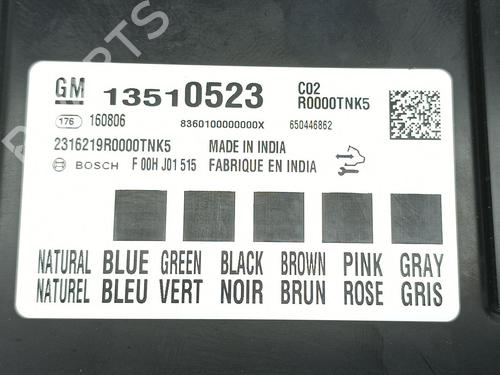 PARTS
GM 13510523 C02
R0000TNK5
176 160806 8360100000000X 650446862
2316219R0000TNK5 MADE IN INDIA
BOSCH F 00H J01 515 FABRIQUE EN INDIA
NATURAL BLUE GREEN BLACK BROWN PINK GRAY
NATUREL BLEU VERT NOIR BRUN ROSE GRIS